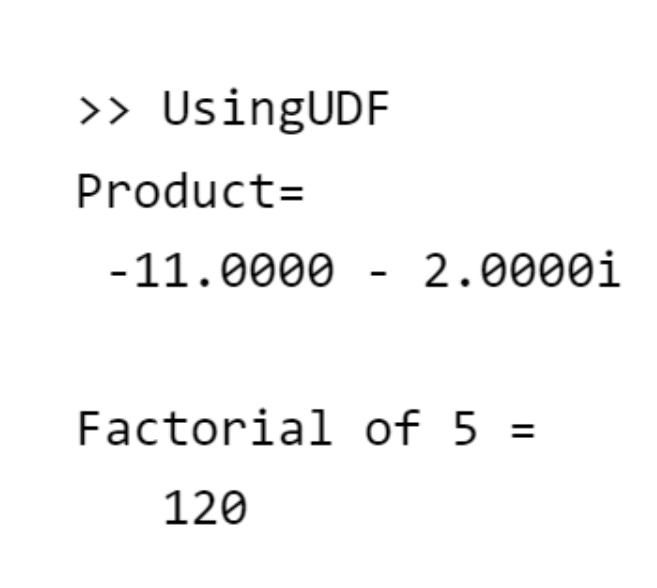 >> UsingUDF
Product=
-11.0000 - 2.0000i
Factorial of 5 =
120